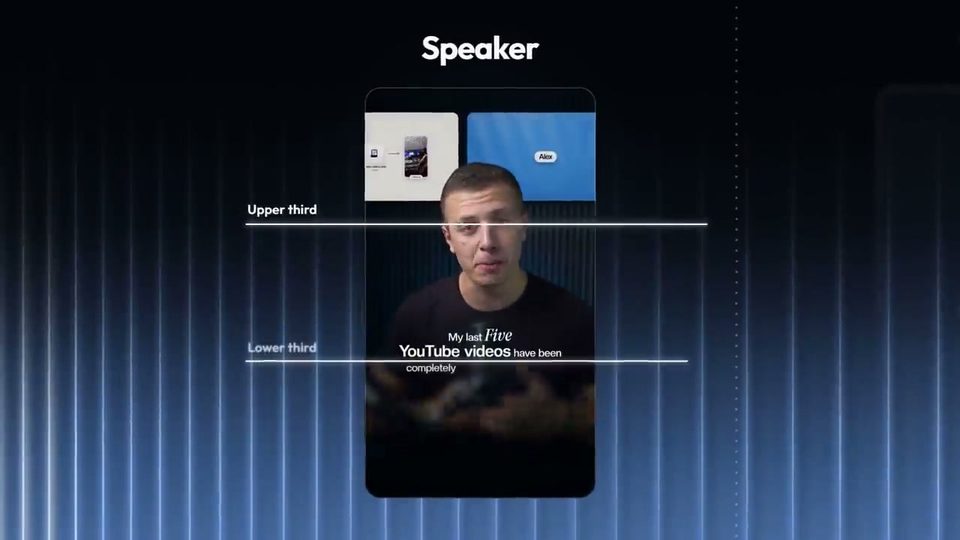 Speaker
Alex
Upper third
My last Five
Lower third
YouTube videos have been
completely